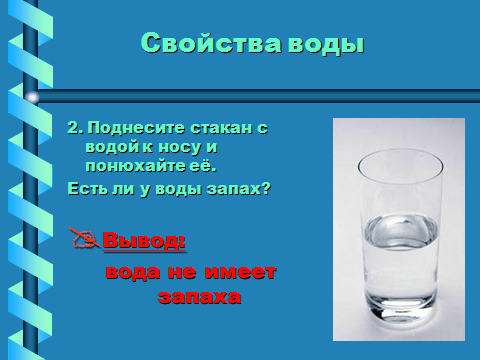 Свойства воды
2. Поднесите стакан с
водой к носу и
понюхайте её.
Есть ли у воды запах?
Вывод:
вода не имеет
запаха